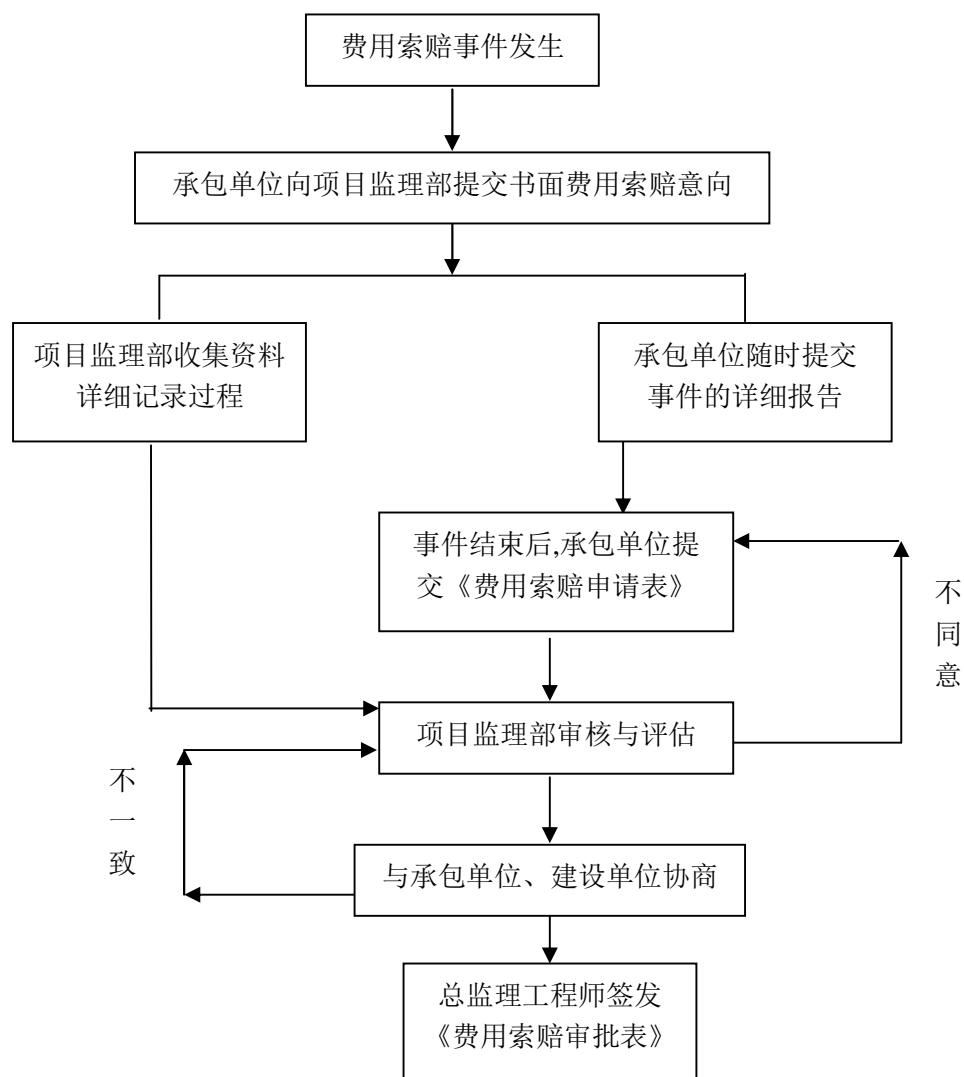 费用索赔事件发生
承包单位向项目监理部提交书面费用索赔意向
项目监理部收集资料
详细记录过程
承包单位随时提交
事件的详细报告
事件结束后,承包单位提
交《费用索赔申请表》
不
同
意
项目监理部审核与评估
不
一
致
与承包单位、建设单位协商
总监理工程师签发
《费用索赔审批表》